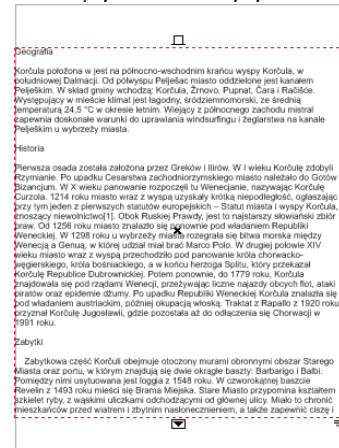 Geografia
Korčula położona w jest na północno-wschodnim krańcu wyspy Korčula, w
południowej Dalmacji. Od półwyspu Pelješac miasto oddzielone jest kanałem
Pelješkim. W skład gminy wchodzą: Korčula, Žrnovo, Pupnat, Čara i Račišće.
Występujący w mieście klimat jest łagodny, śródziemnomorski, ze średnią
temperaturą 24,5 °C w okresie letnim. Wiejący z północnego zachodu mistral
zapewnia doskonałe warunki do uprawiania windsurfingu i żeglarstwa na kanale
Pelješkim u wybrzeży miasta.
Historia
Pierwsza osada została założona przez Greków i Ilirów. W I wieku Korčulę zdobyli
Rzymianie. Po upadku Cesarstwa zachodniorzymskiego miasto należało do Gotów
Bizancjum. W X wieku panowanie rozpoczęli tu Wenecjanie, nazywając Korčulę
Curzola. 1214 roku miasto wraz z wyspą uzyskały krótką niepodległość, ogłaszając
przy tym jeden z pierwszych statutów europejskich – Statut miasta i wyspy Korčula,
znoszący niewolnictwo[1]. Obok Ruskiej Prawdy, jest to najstarszy słowiański zbiór
praw. Od 1256 roku miasto znalazło się ponownie pod władaniem Republiki
Weneckiej. W 1298 roku u wybrzeży miasta rozegrała się bitwa morska między
Wenecją a Genuą, w której udział miał brać Marco Polo. W drugiej połowie XIV
wieku miasto wraz z wyspą przechodziło pod panowanie króla chorwacko-
węgierskiego, króla bośniackiego, a w końcu herzoga Splitu, który przekazał
Korčulę Republice Dubrownickiej. Potem ponownie, do 1779 roku, Korčula
znajdowała się pod rządami Wenecji, przeżywając liczne najazdy obcych flot, ataki
piratów oraz epidemie dżumy. Po upadku Republiki Weneckiej Korčula znalazła się
pod władaniem austriackim, później okupacją włoską. Traktat z Rapallo z 1920 roku
przyznał Korčulę Jugosławii, gdzie pozostała aż do odłączenia się Chorwacji w
1991 roku.
Zabytki
Zabytkowa część Korčuli obejmuje otoczony murami obronnymi obszar Starego
Miasta oraz portu, w którym znajdują się dwie okrągłe baszty: Barbarigo i Balbi.
Pomiędzy nimi usytuowana jest loggia z 1548 roku. W czworokątnej baszcie
Revelin z 1493 roku mieści się Brama Miejska. Stare Miasto przypomina kształtem
szkielet ryby, z wąskimi uliczkami odchodzącymi od głównej ulicy. Miało to chronić
mieszkańców przed wiatrem i zbytnim nasłonecznieniem, a także zapewnić ciszę i